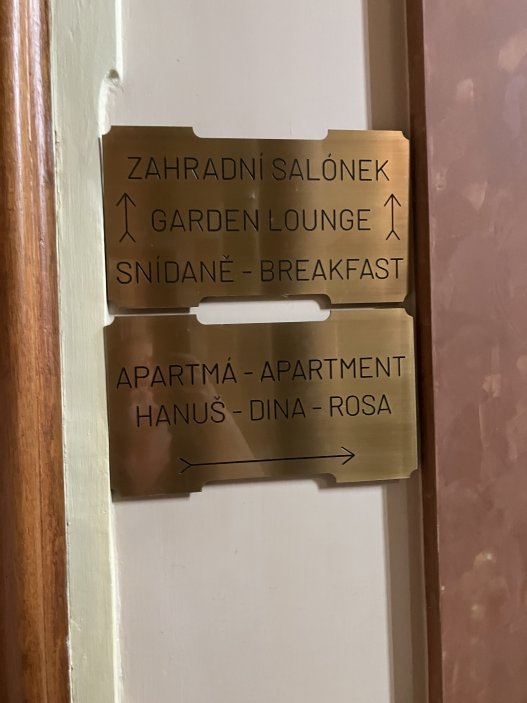 ZAHRADNÍ SALÓNEK
GARDEN LOUNGE
SNÍDANĚ - BREAKFAST
APARTMÁ - APARTMENT
HANUŠ - DINA - ROSA